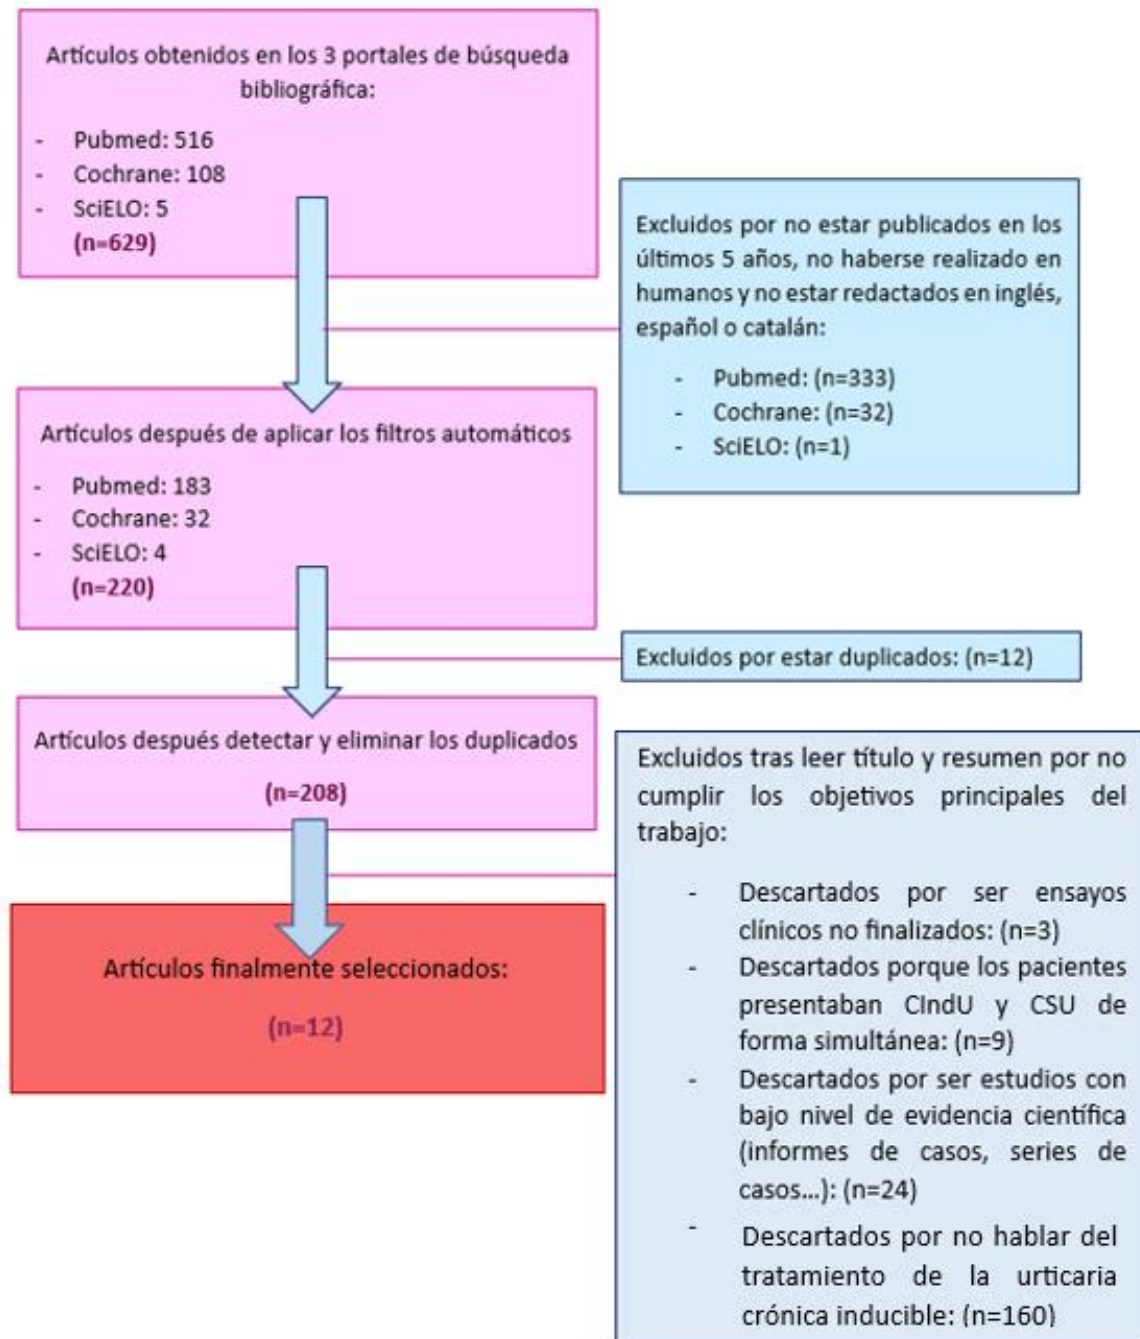 Artículos obtenidos en los 3 portales de búsqueda
bibliográfica:
- Pubmed: 516
- Cochrane: 108
- SciELO: 5
(n=629)
Excluidos por no estar publicados en los
últimos 5 años, no haberse realizado en
humanos y no estar redactados en inglés,
español o catalán:
- Pubmed: (n=333)
- Cochrane: (n=32)
- SciELO: (n=1)
Artículos después de aplicar los filtros automáticos
- Pubmed: 183
- Cochrane: 32
- SciELO: 4
(n=220)
Excluidos por estar duplicados: (n=12)
Artículos después detectar y eliminar los duplicados
(n=208)
Excluidos tras leer título y resumen por no
cumplir los objetivos principales del
trabajo:
- Descartados por ser ensayos
clínicos no finalizados: (n=3)
- Descartados porque los pacientes
presentaban CIndU y CSU de
forma simultánea: (n=9)
- Descartados por ser estudios con
bajo nivel de evidencia científica
(informes de casos, series de
casos...): (n=24)
- Descartados por no hablar del
tratamiento de la urticaria
crónica inducible: (n=160)
Artículos finalmente seleccionados:
(n=12)